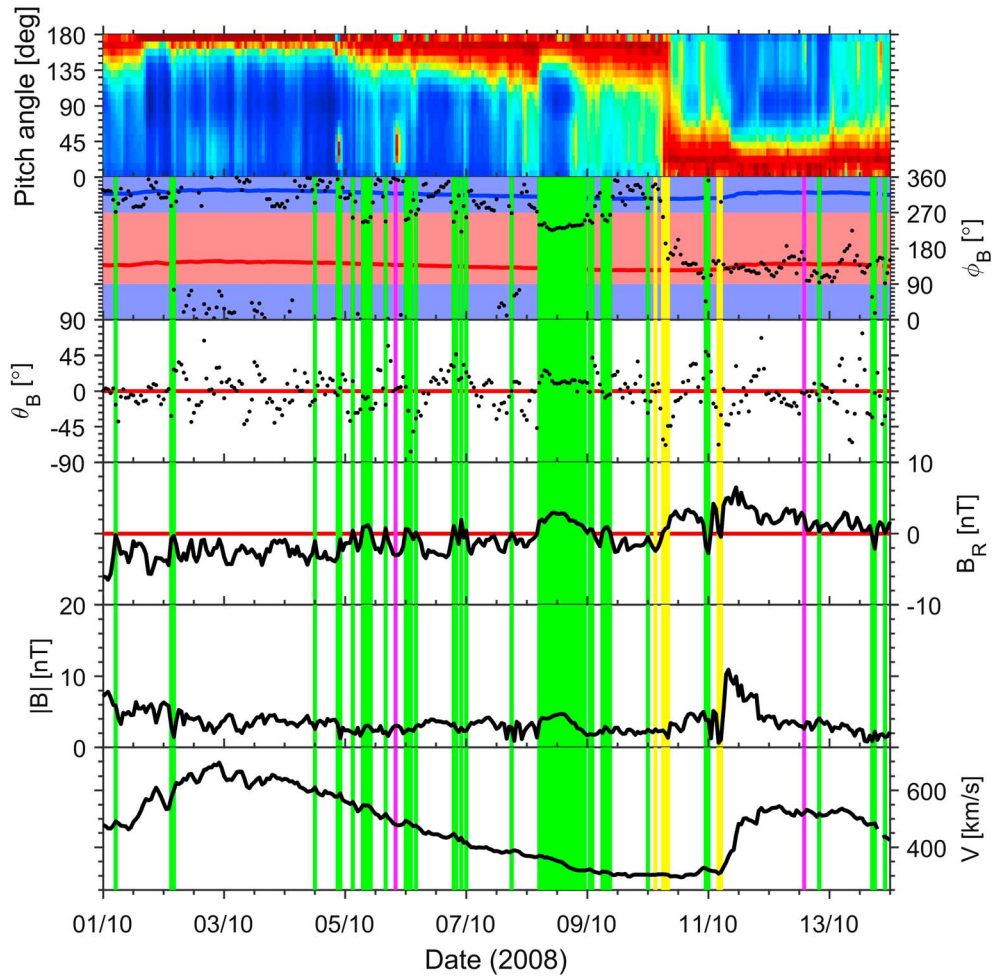 Pitch angle [deg]
180
135
90
45
0
360
270
180
90
0
ϕB [°]
90
45
0
-45
-90
θB [°]
10
0
-10
BR [nT]
20
10
0
|B| [nT]
600
400
V [km/s]
01/10 03/10 05/10 07/10 09/10 11/10 13/10
Date (2008)